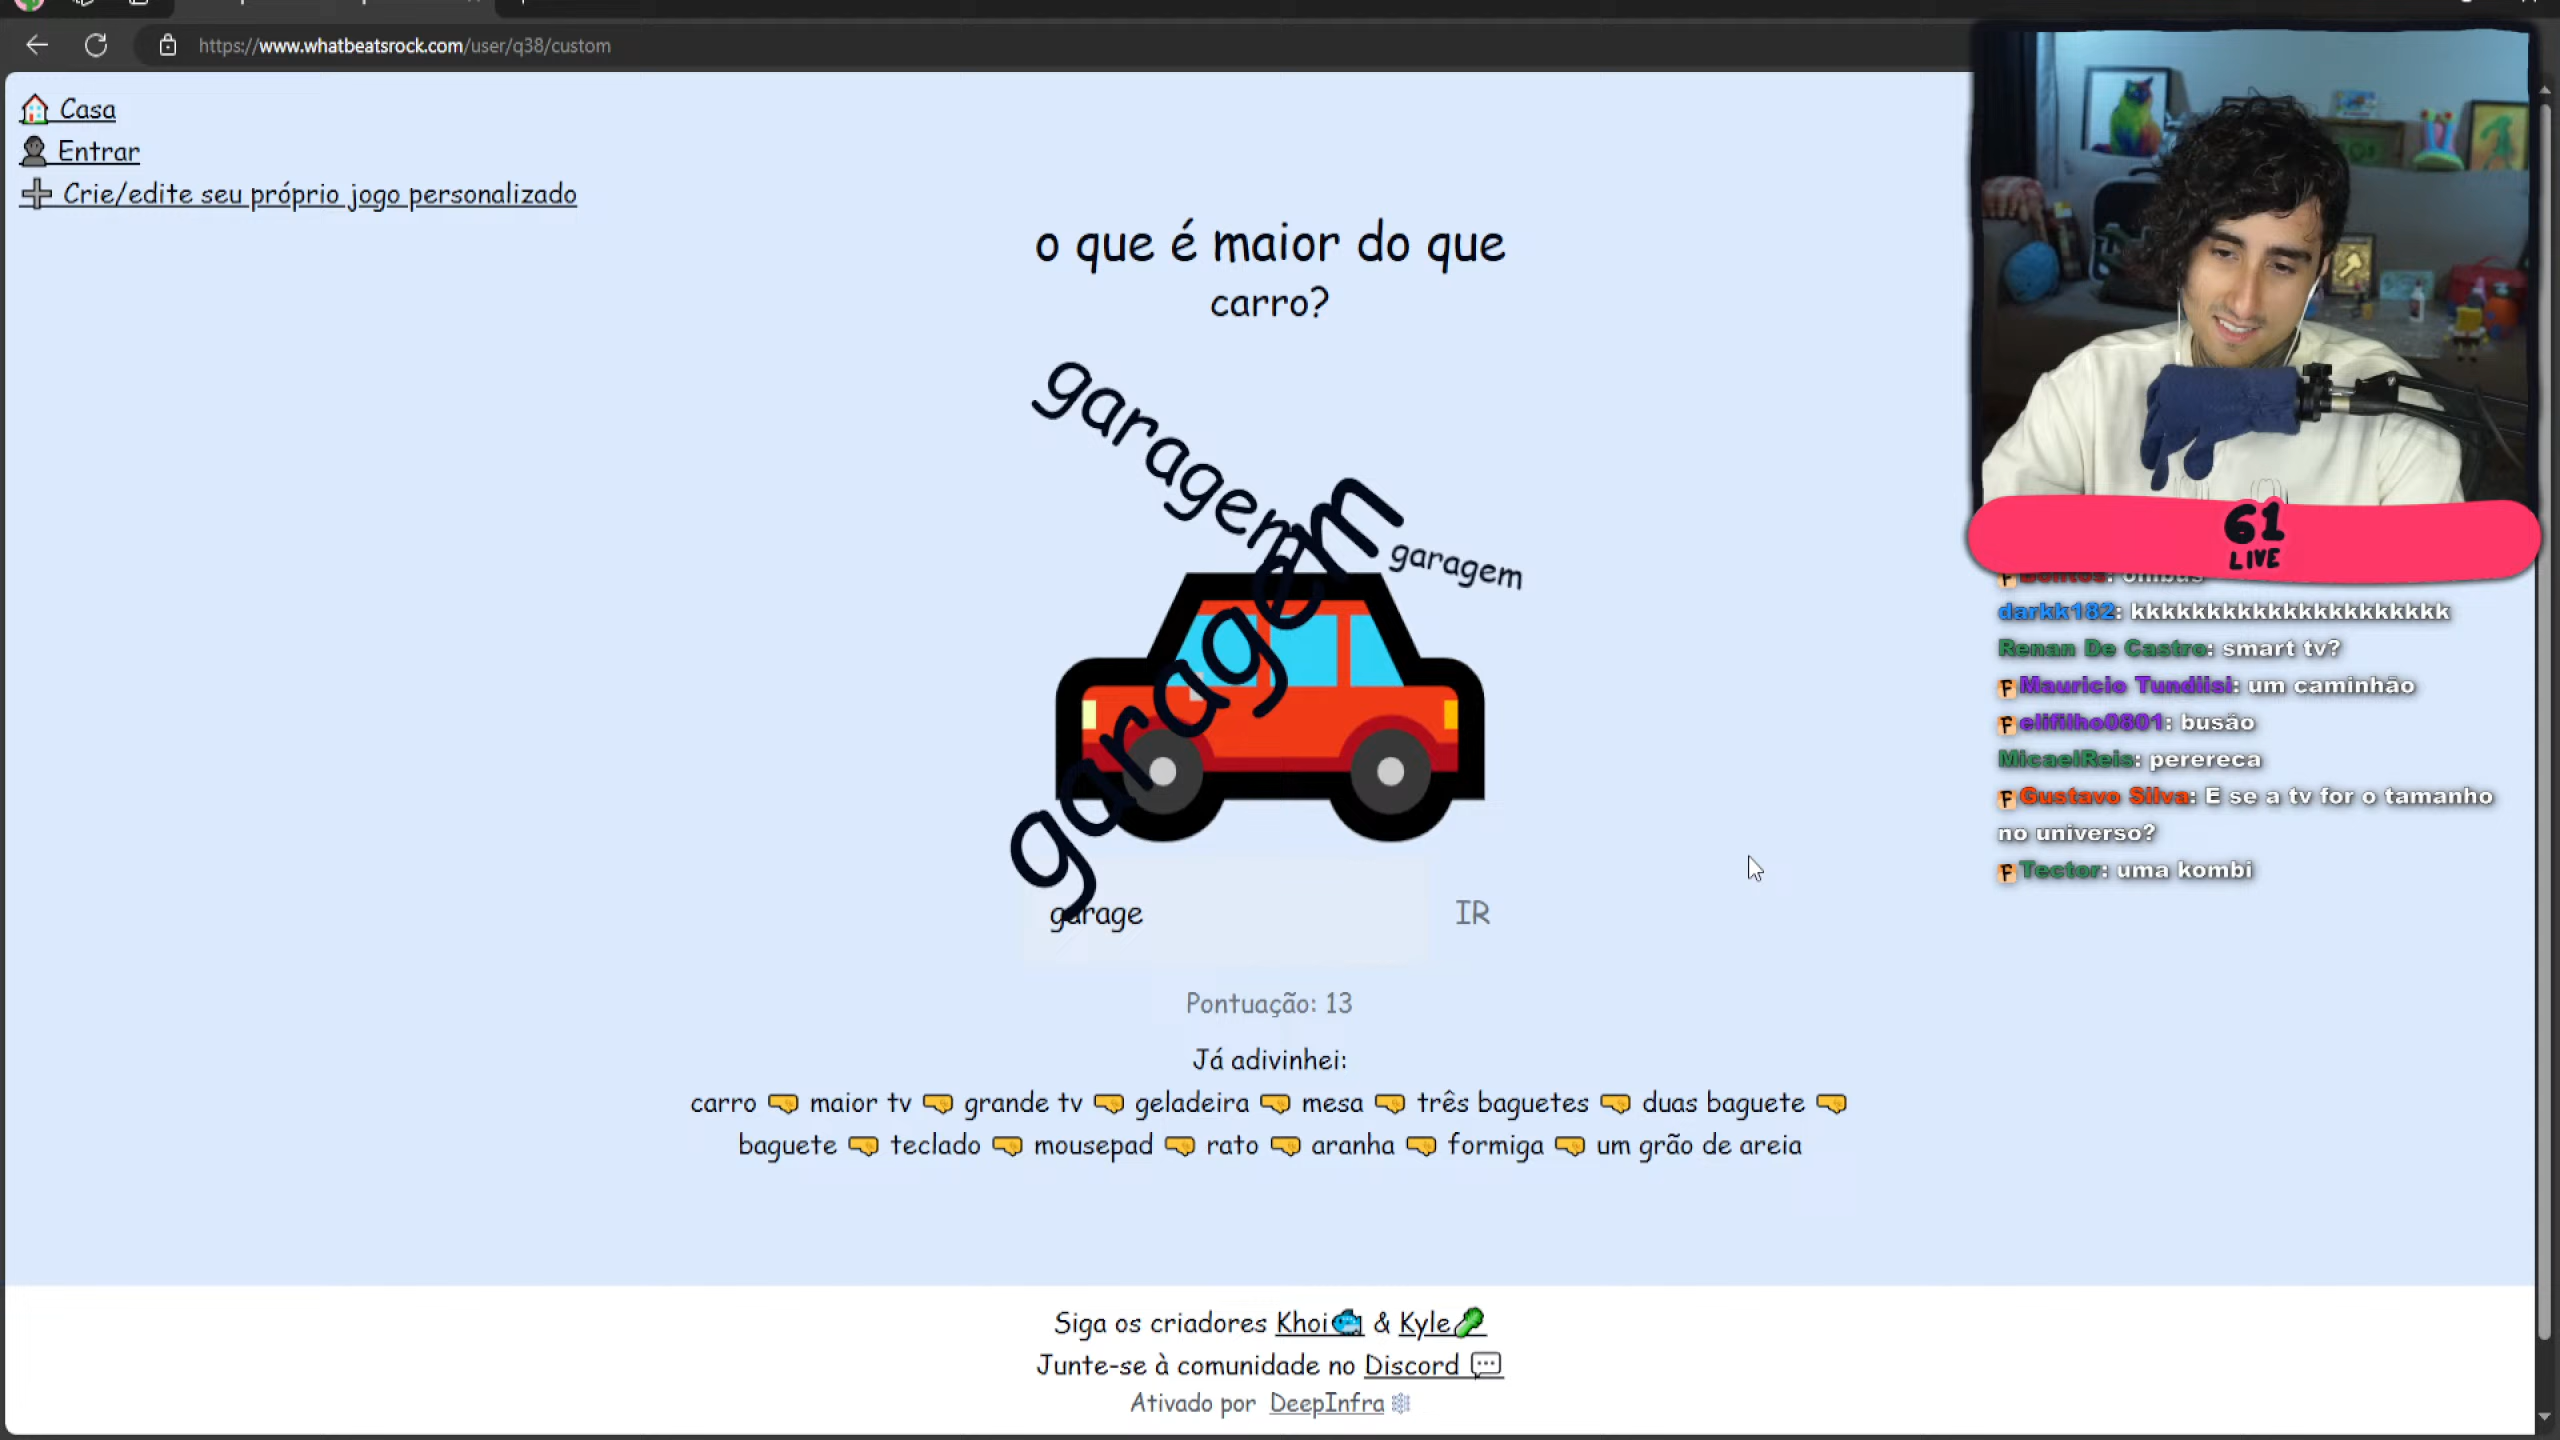 https://www.whatbeatsrock.com/user/q38/custom
Casa
Entrar
Crie/edite seu próprio jogo personalizado
o que é maior do que
carro?
garagem
garagem
garagem
garage
IR
Pontuação: 13
Já adivinhei:
carro 🤜 maior tv 🤜 grande tv 🤜 geladeira 🤜 mesa 🤜 três baguetes 🤜 duas baguete 🤜
baguete 🤜 teclado 🤜 mousepad 🤜 rato 🤜 aranha 🤜 formiga 🤜 um grão de areia
Siga os criadores Khoi & Kyle
Junte-se à comunidade no Discord
Ativado por DeepInfra
61
LIVE
darkk182: kkkkkkkkkkkkkkkkkkkkk
Renan De Castro: smart tv?
Mauricio Tundiisi: um caminhão
elifilho0801: busão
MicaelReis: perereca
Gustavo Silva: E se a tv for o tamanho
no universo?
Tector: uma kombi